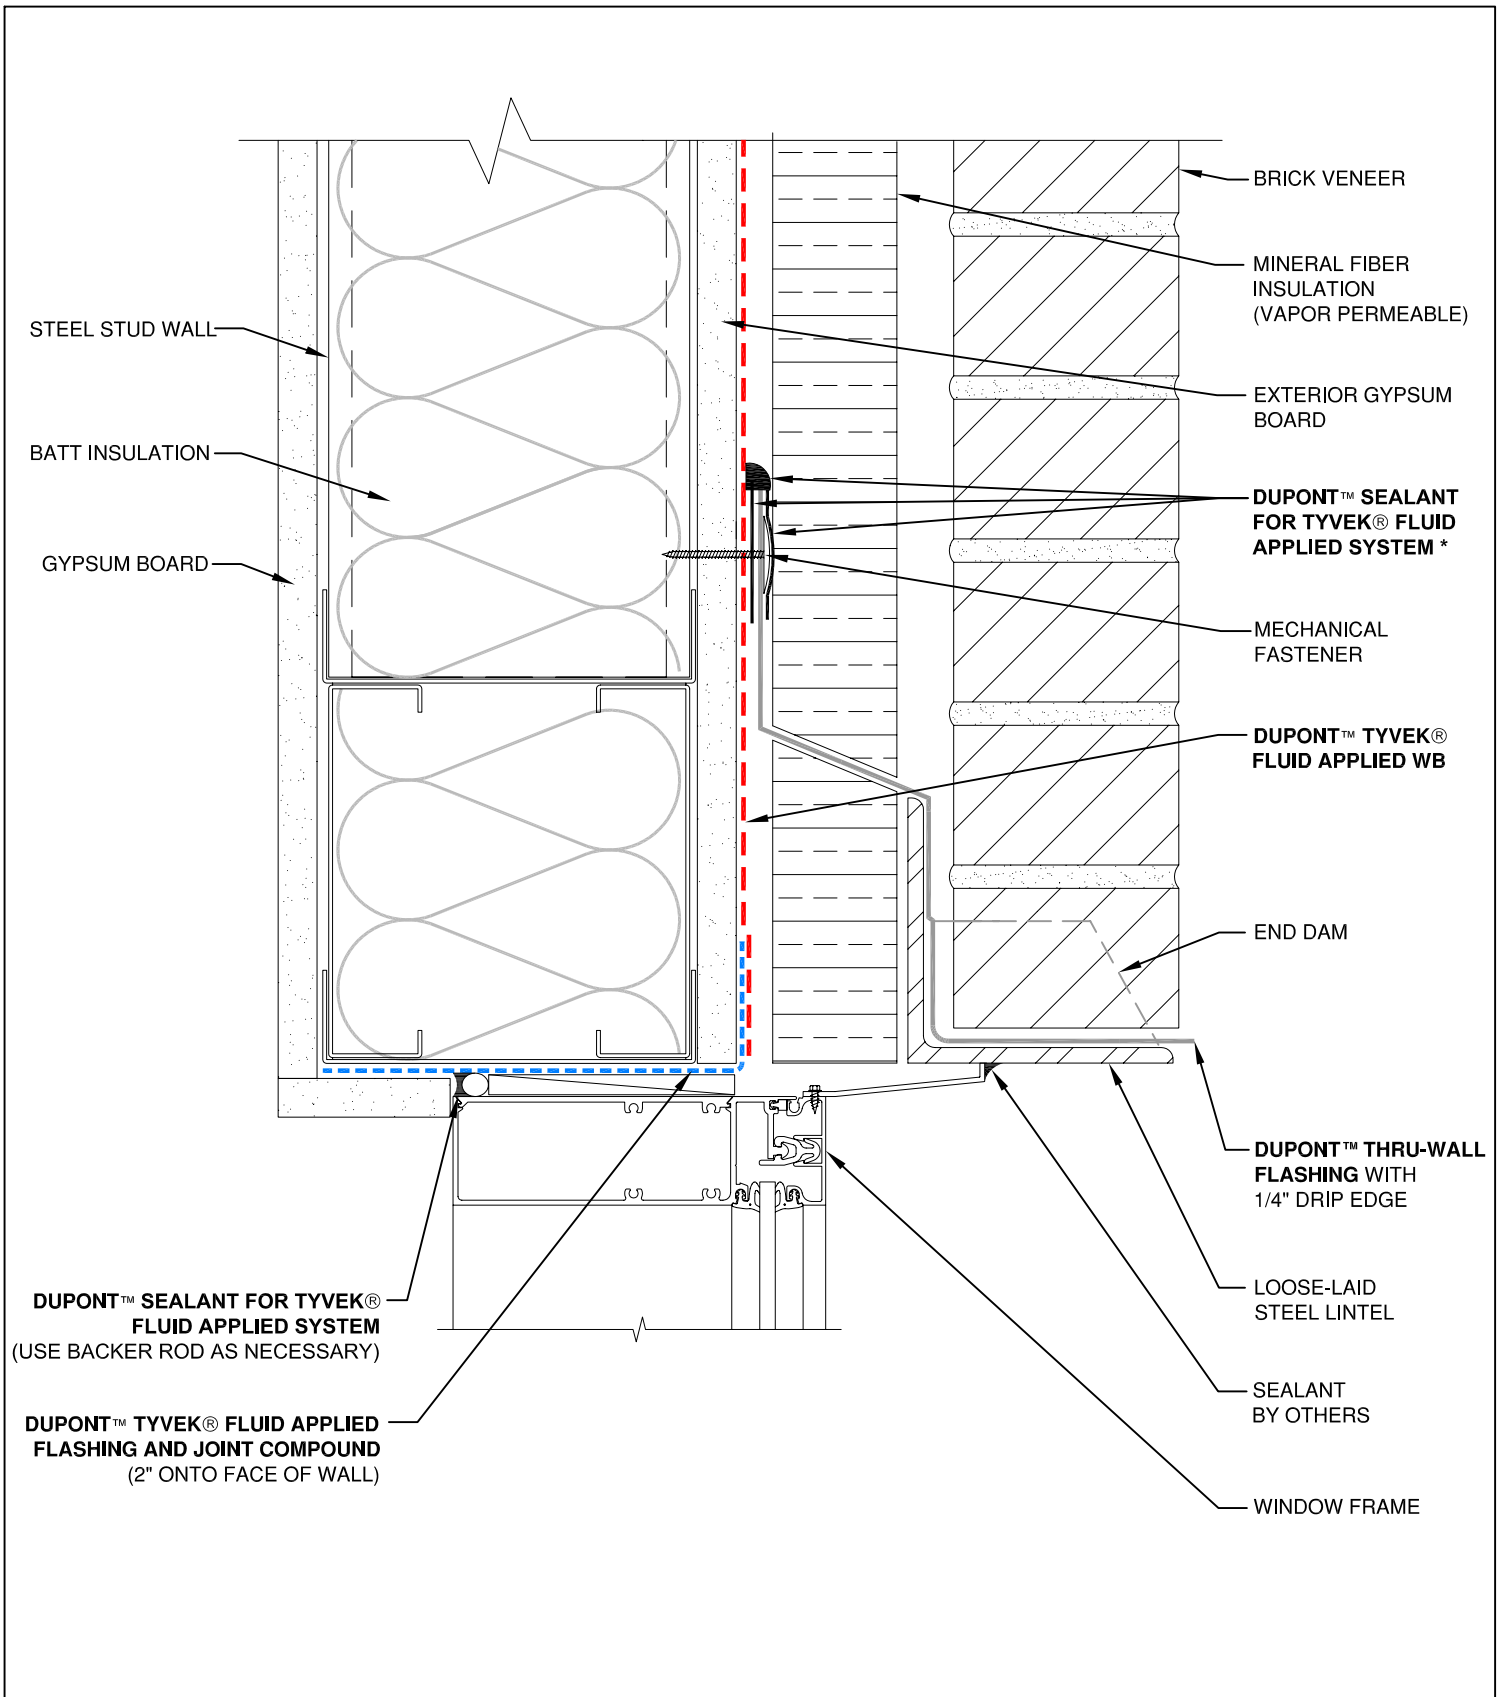 BRICK VENEER
MINERAL FIBER
INSULATION
(VAPOR PERMEABLE)
STEEL STUD WALL
EXTERIOR GYPSUM
BOARD
BATT INSULATION
DUPONT™ SEALANT
FOR TYVEK® FLUID
APPLIED SYSTEM *
GYPSUM BOARD
MECHANICAL
FASTENER
DUPONT™ TYVEK®
FLUID APPLIED WB
END DAM
DUPONT™ THRU-WALL
FLASHING WITH
1/4" DRIP EDGE
LOOSE-LAID
STEEL LINTEL
DUPONT™ SEALANT FOR TYVEK®
FLUID APPLIED SYSTEM
(USE BACKER ROD AS NECESSARY)
SEALANT
BY OTHERS
DUPONT™ TYVEK® FLUID APPLIED
FLASHING AND JOINT COMPOUND
(2" ONTO FACE OF WALL)
WINDOW FRAME